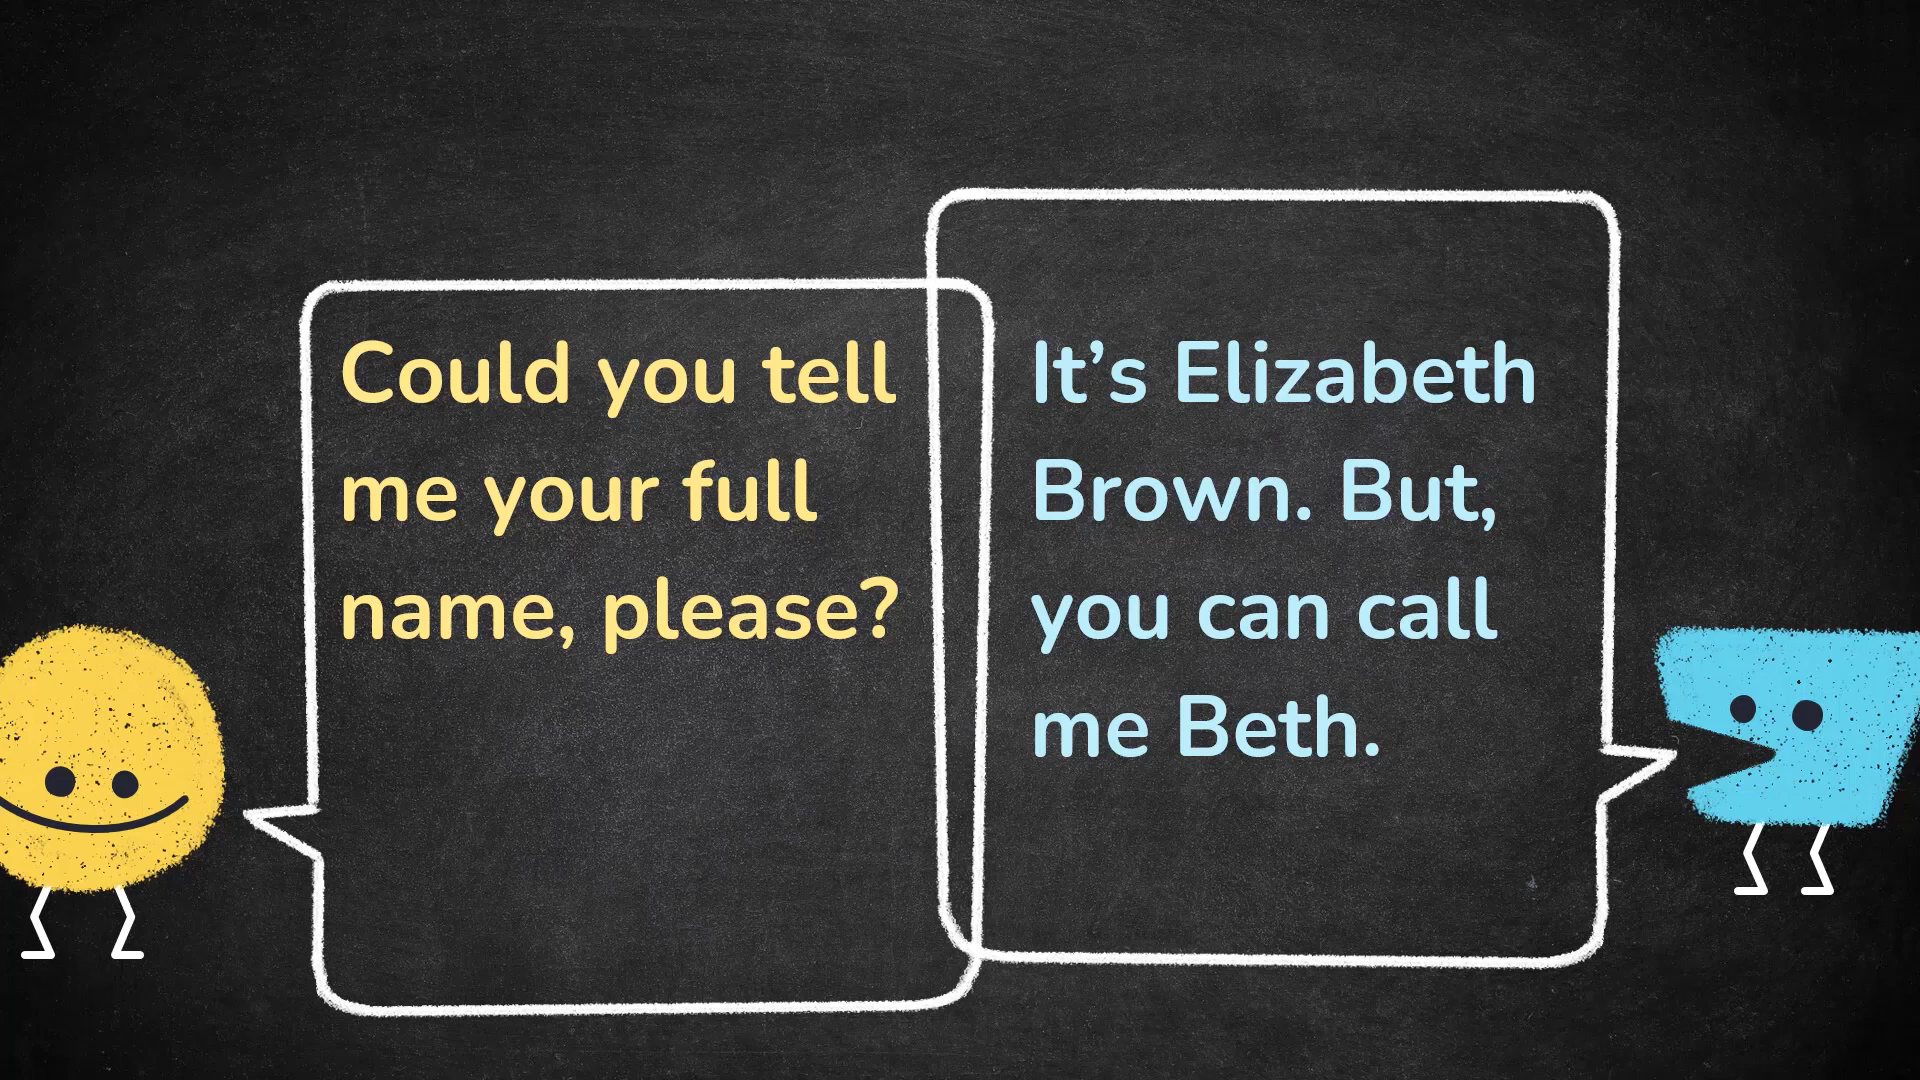 Could you tell
me your full
name, please?
It’s Elizabeth
Brown. But,
you can call
me Beth.